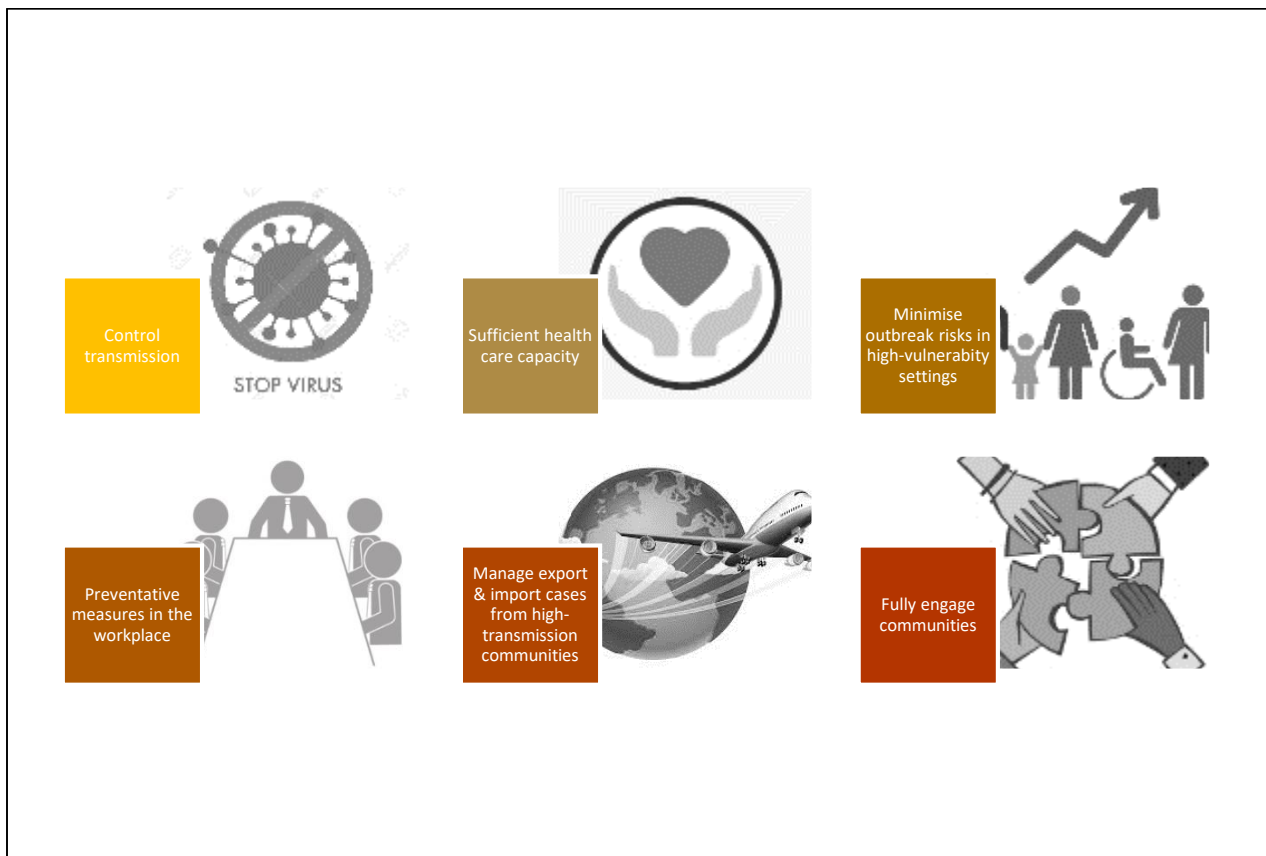 Control
transmission
STOP VIRUS
Sufficient health
care capacity
Minimise
outbreak risks in
high-vulnerabity
settings
Preventative
measures in the
workplace
Manage export
& import cases
from high-
transmission
communities
Fully engage
communities